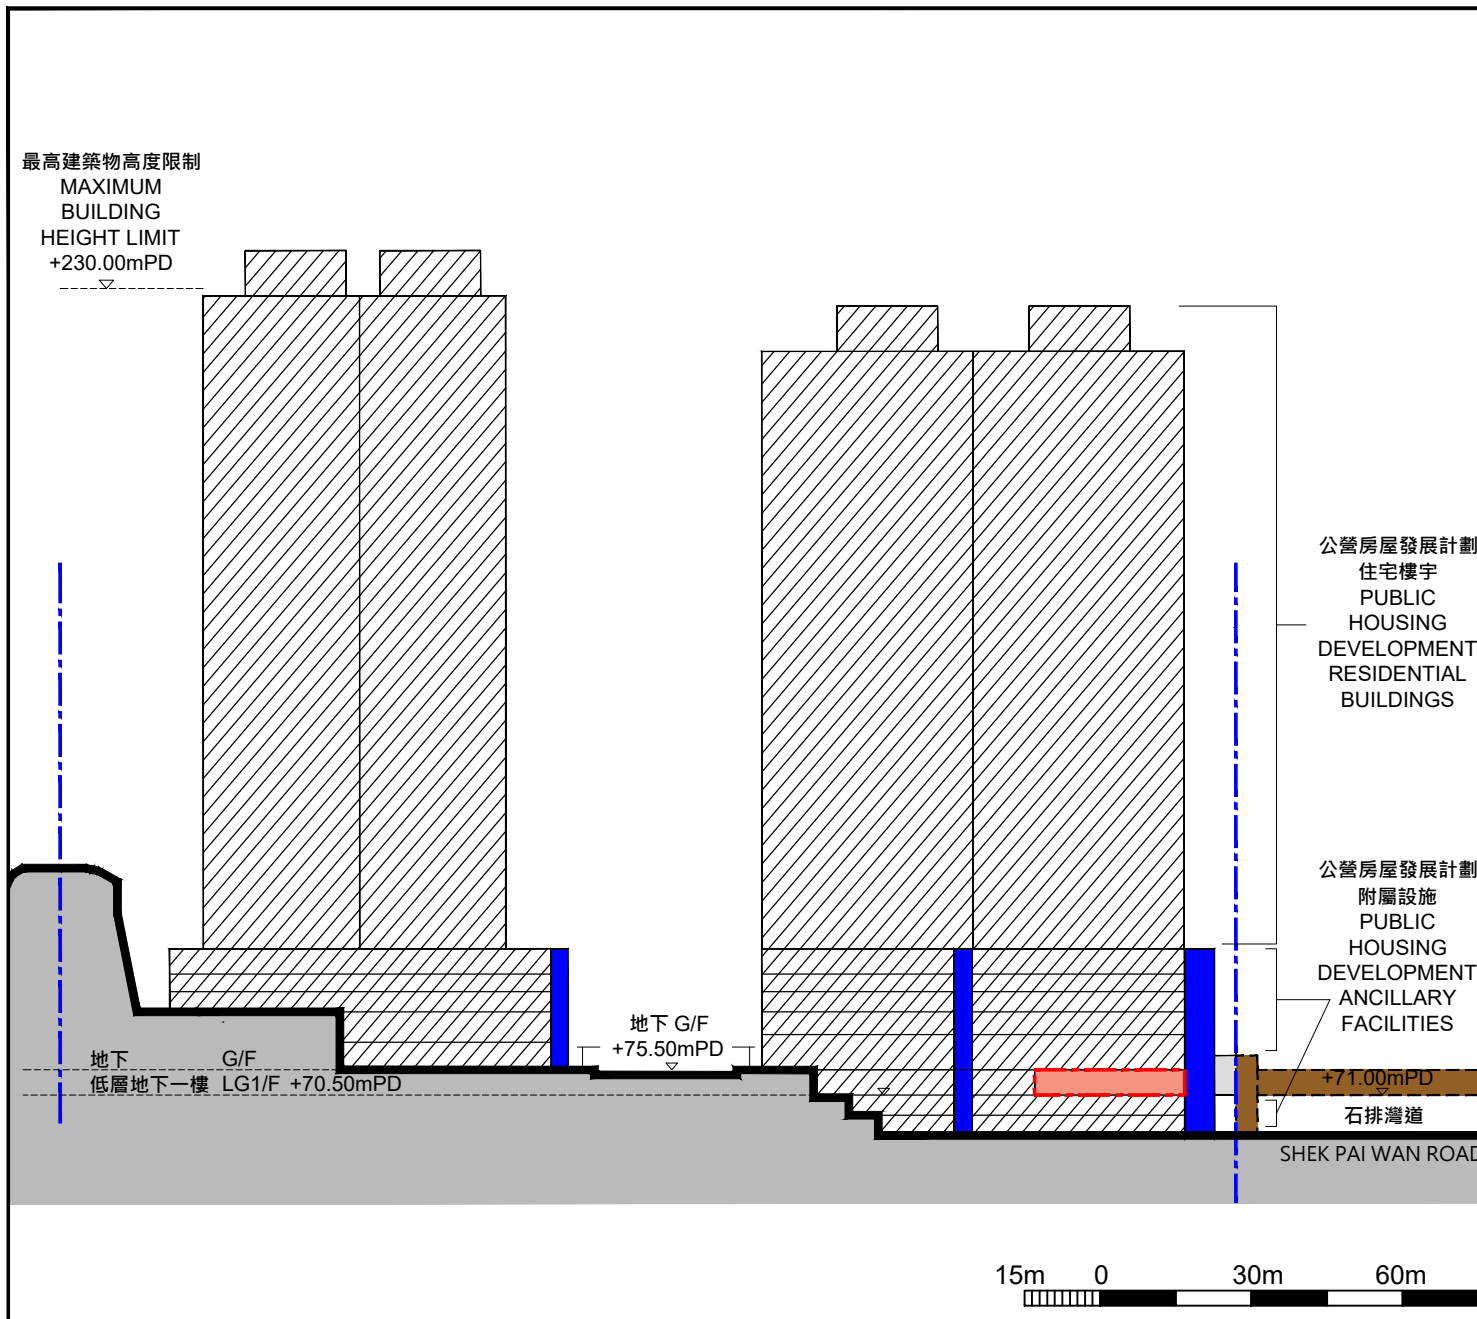 最高建築物高度限制
MAXIMUM
BUILDING
HEIGHT LIMIT
+230.00mPD
公營房屋發展計劃
住宅樓宇
PUBLIC
HOUSING
DEVELOPMENT
RESIDENTIAL
BUILDINGS
公營房屋發展計劃
附屬設施
PUBLIC
HOUSING
DEVELOPMENT
ANCILLARY
FACILITIES
地下 G/F
+75.50mPD
地下 G/F
低層地下一樓 LG1/F +70.50mPD
+71.00mPD
石排灣道
SHEK PAI WAN ROAD
15m 0 30m 60m